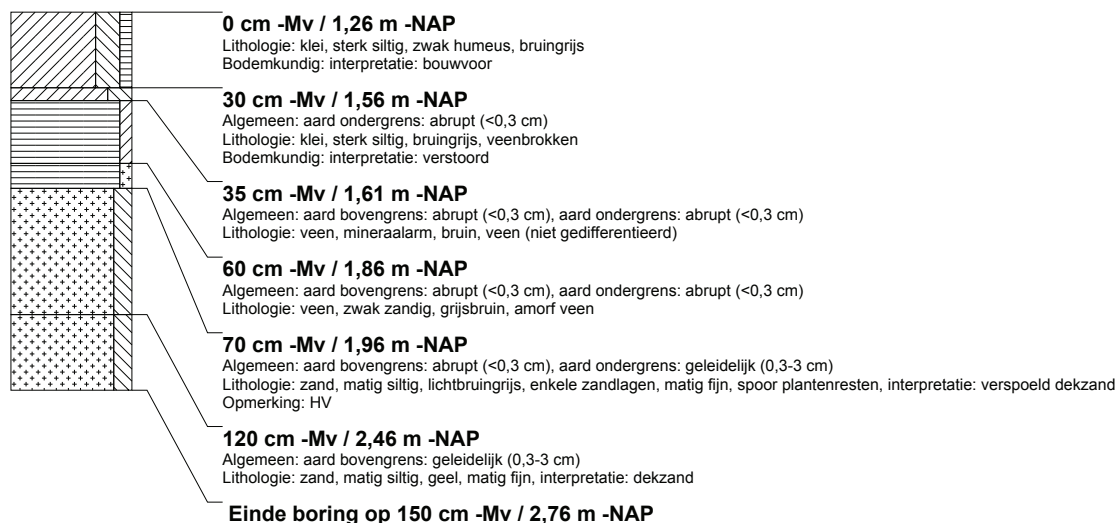 0 cm -Mv / 1,26 m -NAP
Lithologie: klei, sterk siltig, zwak humeus, bruingrijs
Bodemkundig: interpretatie: bouwvoor
30 cm -Mv / 1,56 m -NAP
Algemeen: aard ondergrens: abrupt (<0,3 cm)
Lithologie: klei, sterk siltig, bruingrijs, veenbrokken
Bodemkundig: interpretatie: verstoord
35 cm -Mv / 1,61 m -NAP
Algemeen: aard bovengrens: abrupt (<0,3 cm), aard ondergrens: abrupt (<0,3 cm)
Lithologie: veen, mineraalarm, bruin, veen (niet gedifferentieerd)
60 cm -Mv / 1,86 m -NAP
Algemeen: aard bovengrens: abrupt (<0,3 cm), aard ondergrens: abrupt (<0,3 cm)
Lithologie: veen, zwak zandig, grijsbruin, amorf veen
70 cm -Mv / 1,96 m -NAP
Algemeen: aard bovengrens: abrupt (<0,3 cm), aard ondergrens: geleidelijk (0,3-3 cm)
Lithologie: zand, matig siltig, lichtbruingrijs, enkele zandlagen, matig fijn, spoor plantenresten, interpretatie: verspoeld dekzand
Opmerking: HV
120 cm -Mv / 2,46 m -NAP
Algemeen: aard bovengrens: geleidelijk (0,3-3 cm)
Lithologie: zand, matig siltig, geel, matig fijn, interpretatie: dekzand
Einde boring op 150 cm -Mv / 2,76 m -NAP